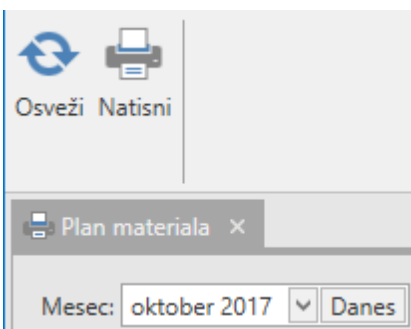 Osveži Natisni
Plan materiala ×
Mesec: oktober 2017 Danes